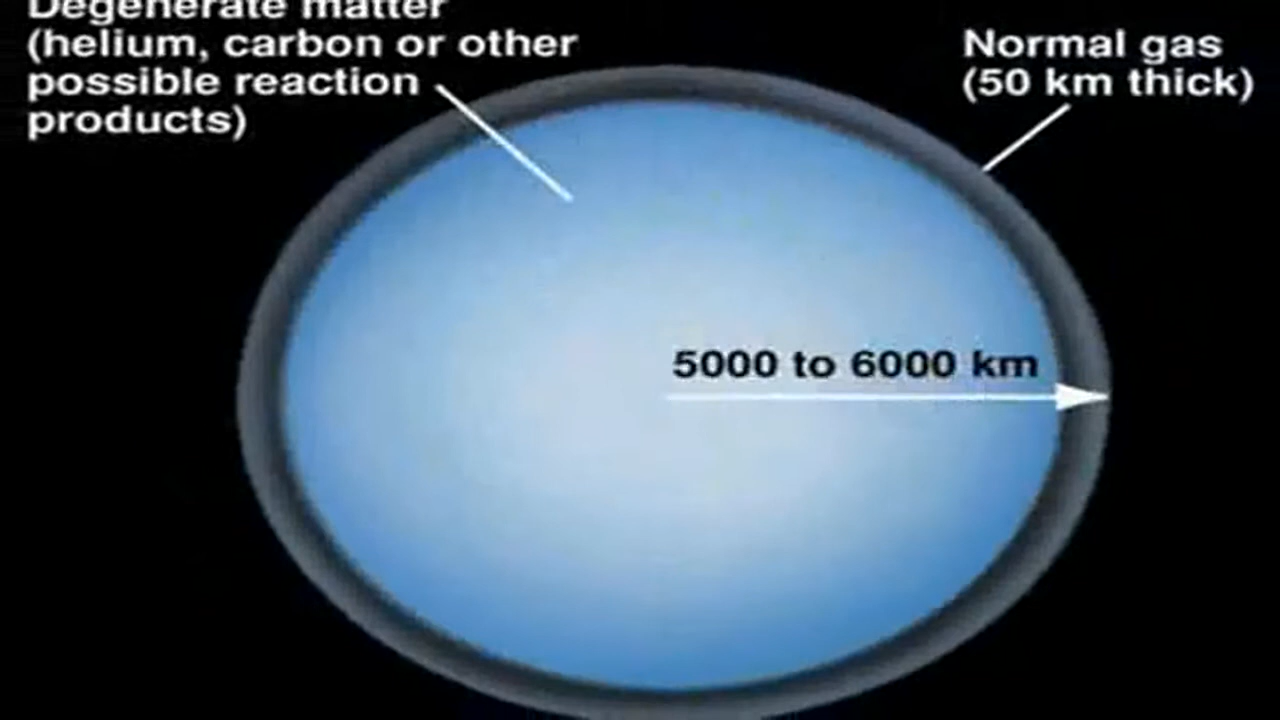 Degenerate matter
(helium, carbon or other
possible reaction
products)
Normal gas
(50 km thick)
5000 to 6000 km